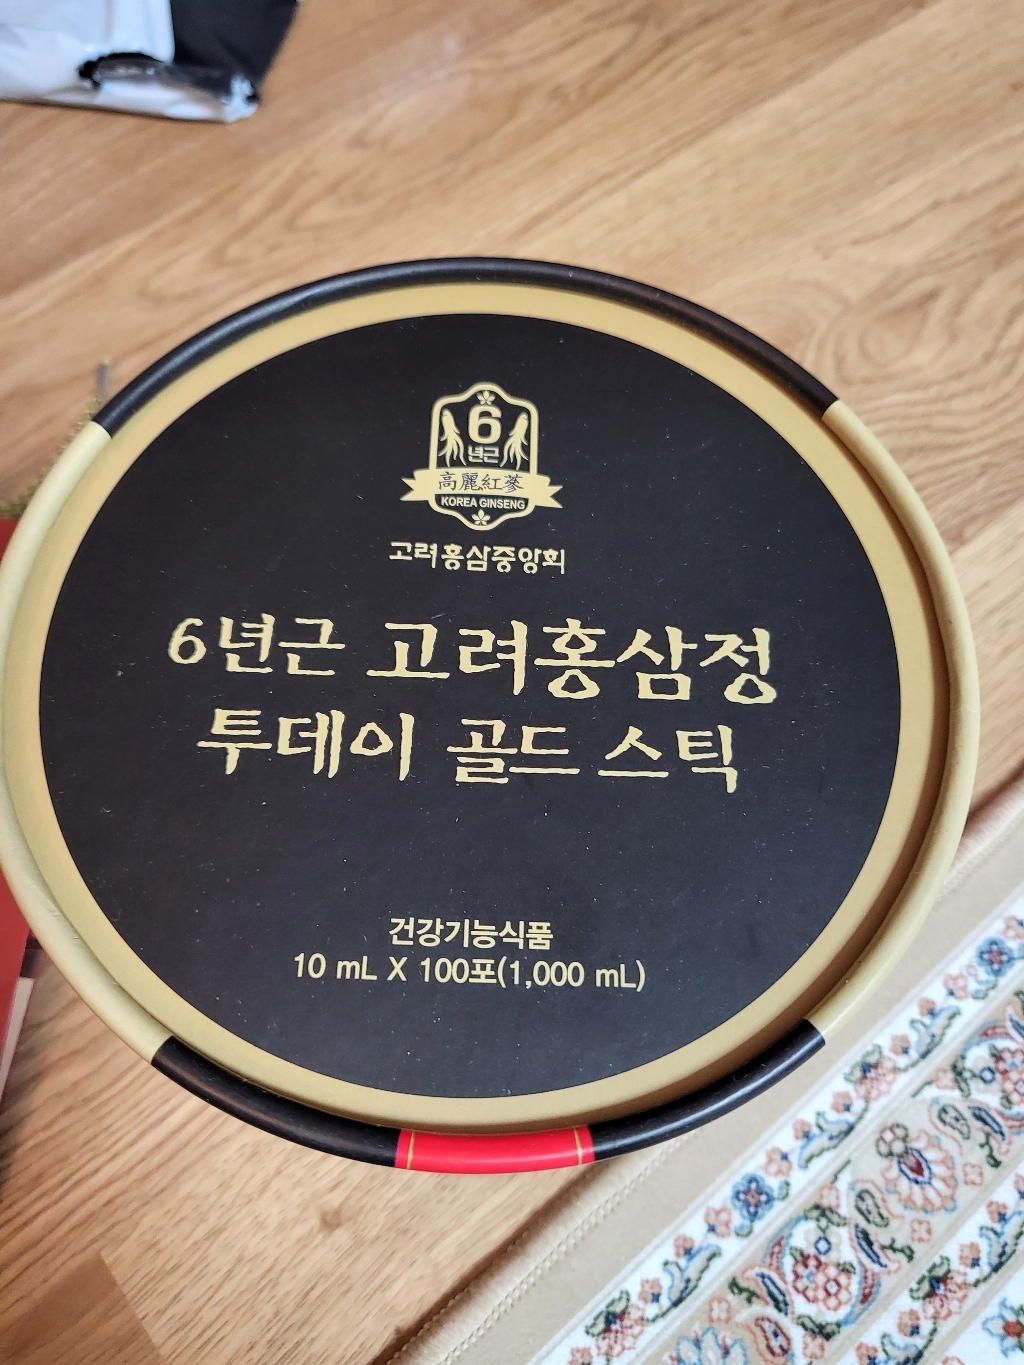 6
년근
高麗紅蔘
KOREA GINSENG
고려홍삼중앙회
6년근 고려홍삼정
투데이 골드 스틱
건강기능식품
10 mL X 100포(1,000 mL)